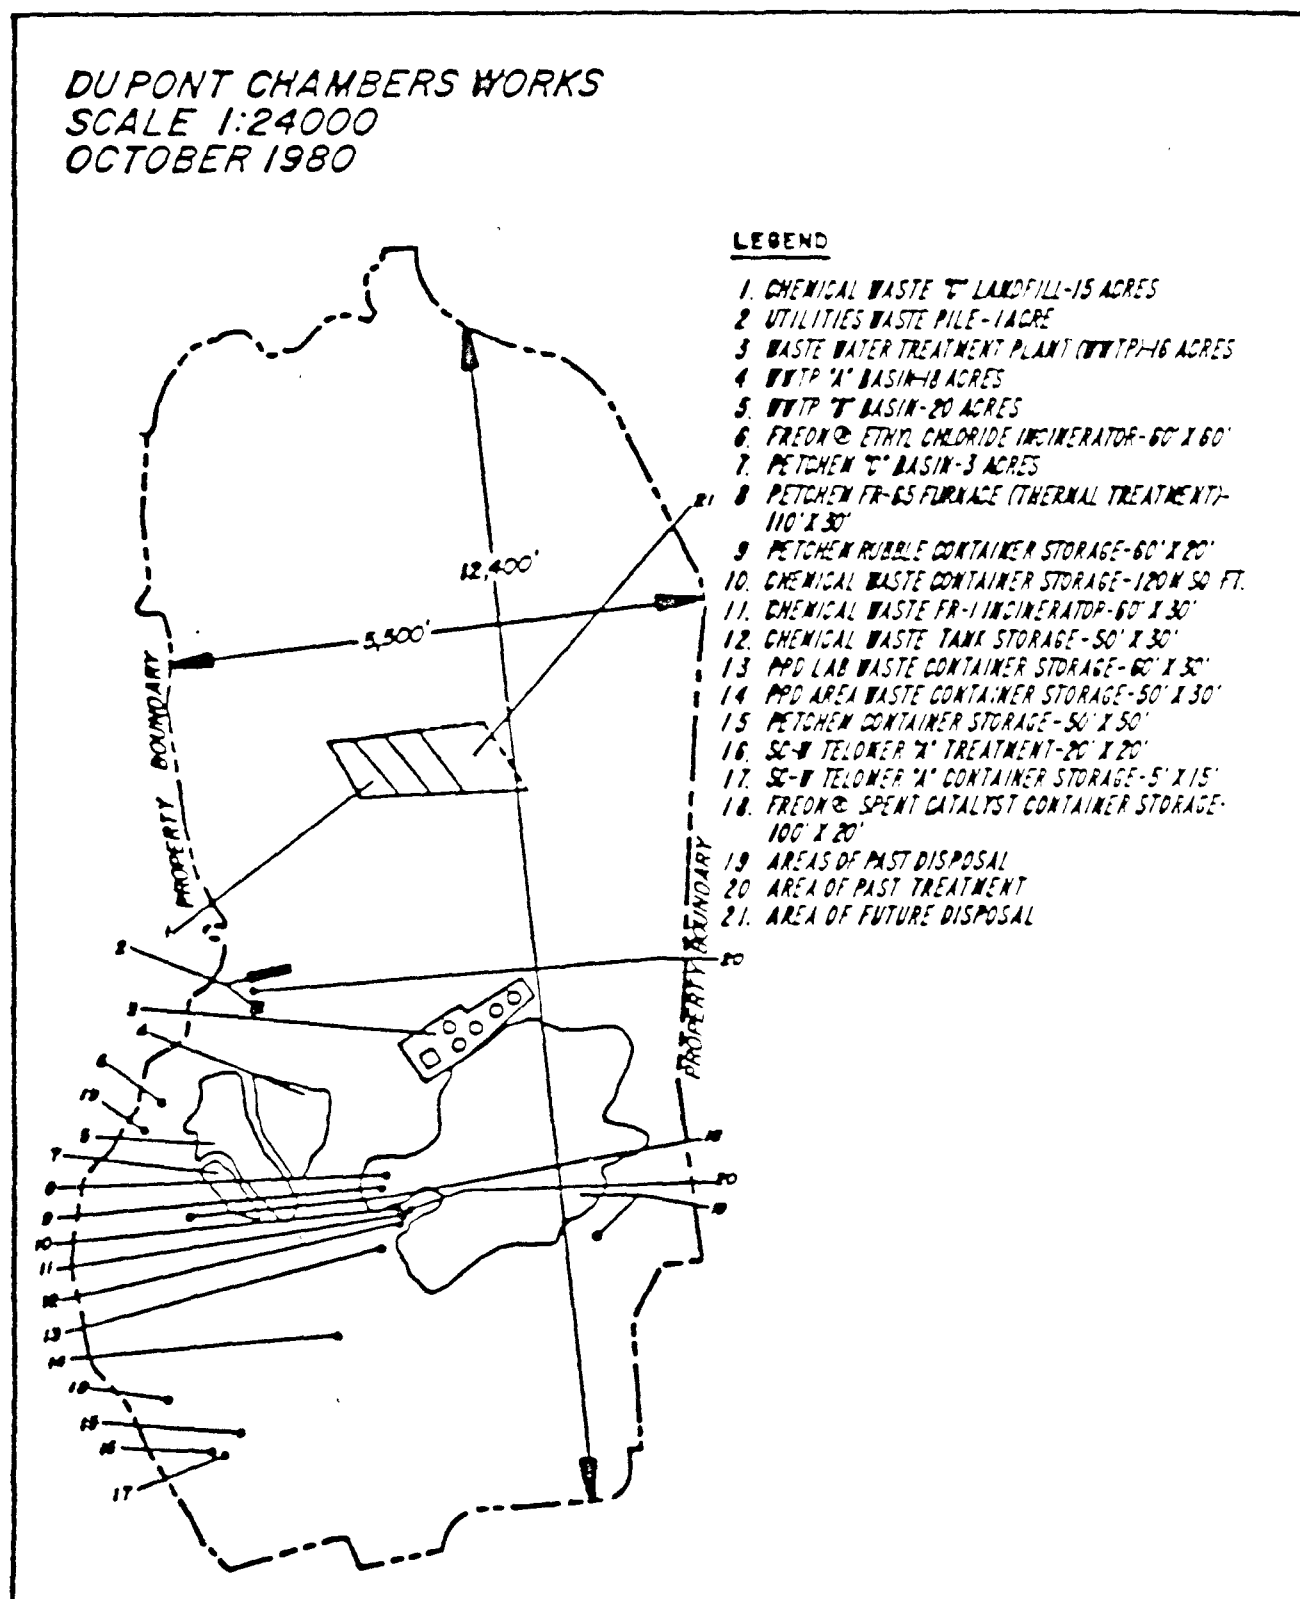 DU PONT CHAMBERS WORKS
SCALE 1:24000
OCTOBER 1980
LEGEND
1. CHEMICAL WASTE "C" LANDFILL-15 ACRES
2 UTILITIES WASTE PILE-1 ACRE
3 WASTE WATER TREATMENT PLANT (WWTP)-16 ACRES
4 WWTP "A" BASIN-18 ACRES
5. WWTP BASIN-20 ACRES
6. FREON® ETHYL CHLORIDE INCINERATOR-60' X 60'
7. PETCHEM "C" BASIN-3 ACRES
8 PETCHEM FR-65 FURNACE (THERMAL TREATMENT)-
110' X 30'
9 PETCHEM RUBBLE CONTAINER STORAGE-60' X 20'
10. CHEMICAL WASTE CONTAINER STORAGE-120M SQ FT.
11. CHEMICAL WASTE FR-1 INCINERATOR-60' X 30'
12. CHEMICAL WASTE TANK STORAGE-50' X 30'
13 PPD LAB WASTE CONTAINER STORAGE-60' X 30'
14 PPD AREA WASTE CONTAINER STORAGE-50' X 30'
15 PETCHEM CONTAINER STORAGE-50' X 50'
16. SC-W TELOMER "A" TREATMENT-20' X 20'
17. SC-W TELOMER "A" CONTAINER STORAGE-5' X 15'
18. FREON® SPENT CATALYST CONTAINER STORAGE-
100' X 20'
19 AREAS OF PAST DISPOSAL
20 AREA OF PAST TREATMENT
21. AREA OF FUTURE DISPOSAL
21
12,400'
5,500'
PROPERTY BOUNDARY
PROPERTY BOUNDARY
1
2
20
3
4
6
19
5
18
7
8
20
9
19
10
11
12
13
14
15
16
17